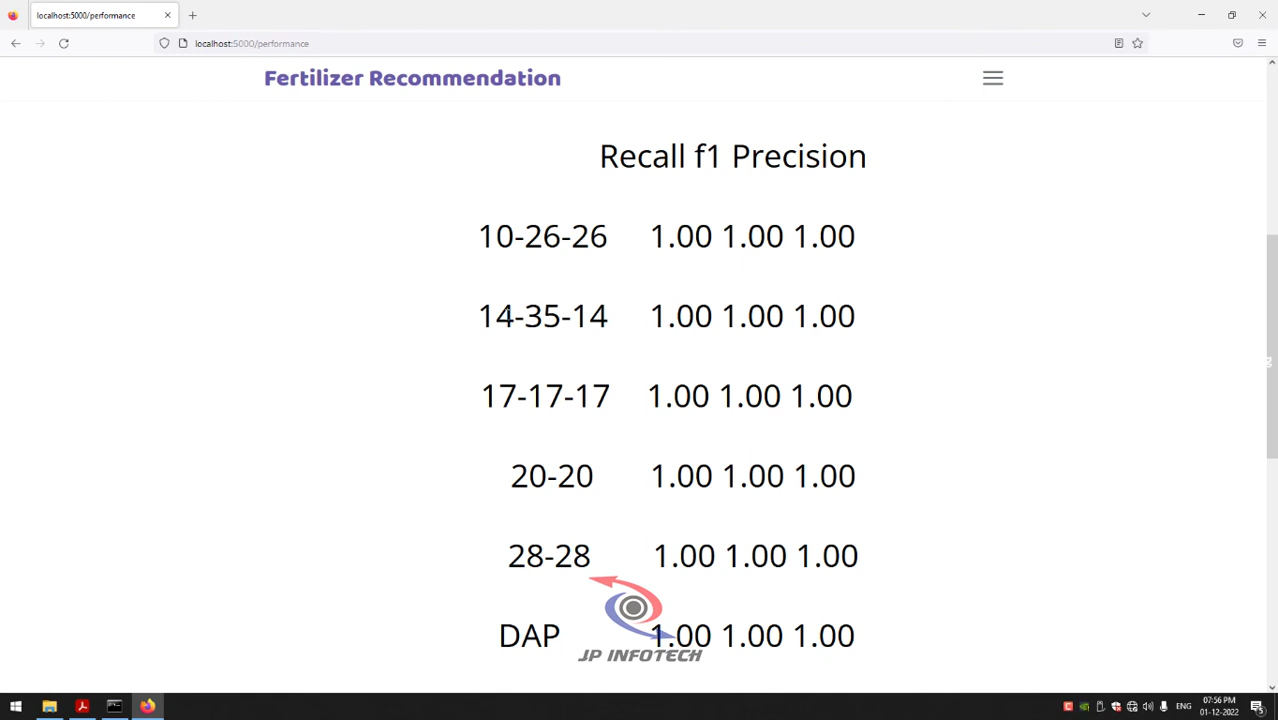 localhost:5000/performance
localhost:5000/performance
Fertilizer Recommendation
Recall f1 Precision
10-26-26 1.00 1.00 1.00
14-35-14 1.00 1.00 1.00
17-17-17 1.00 1.00 1.00
20-20 1.00 1.00 1.00
28-28 1.00 1.00 1.00
DAP 1.00 1.00 1.00
JP INFOTECH
ENG
07:56 PM
01-12-2022
5